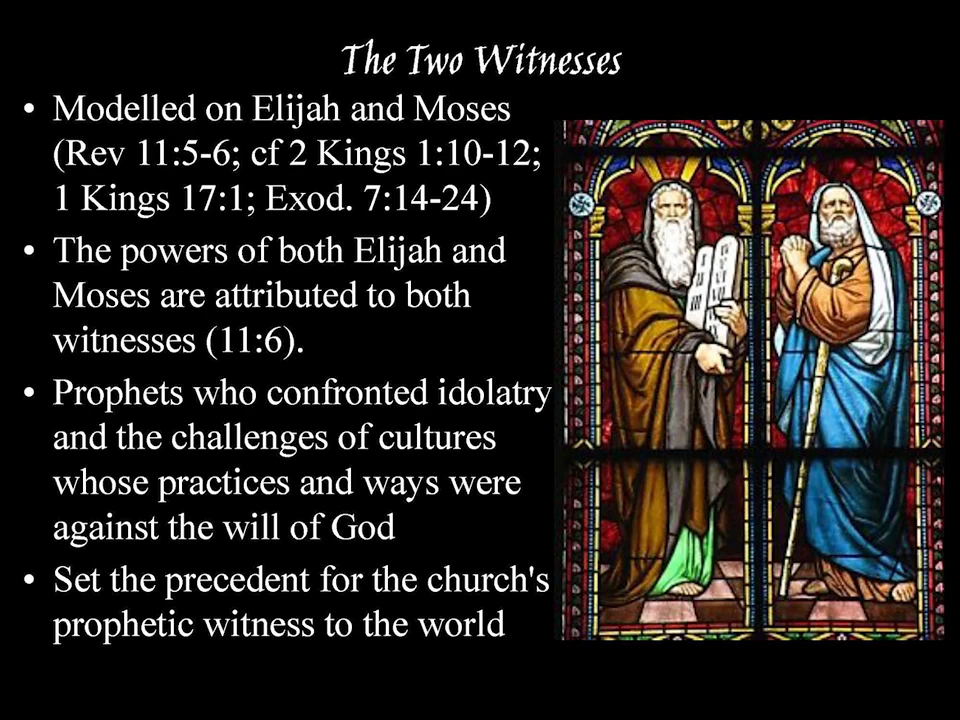 The Two Witnesses
• Modelled on Elijah and Moses
(Rev 11:5-6; cf 2 Kings 1:10-12;
1 Kings 17:1; Exod. 7:14-24)
• The powers of both Elijah and
Moses are attributed to both
witnesses (11:6).
• Prophets who confronted idolatry
and the challenges of cultures
whose practices and ways were
against the will of God
• Set the precedent for the church's
prophetic witness to the world